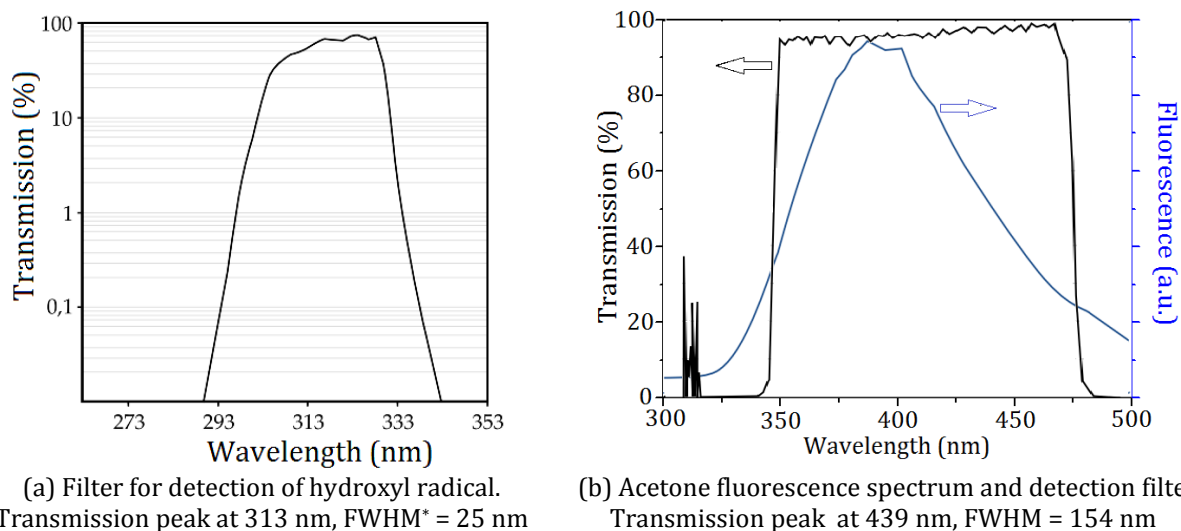 100
10
1
0,1
Transmission (%)
273 293 313 333 353
Wavelength (nm)
(a) Filter for detection of hydroxyl radical.
Transmission peak at 313 nm, FWHM* = 25 nm
100
80
60
40
20
0
Transmission (%)
Fluorescence (a.u.)
300 350 400 450 500
Wavelength (nm)
(b) Acetone fluorescence spectrum and detection filte
Transmission peak at 439 nm, FWHM = 154 nm